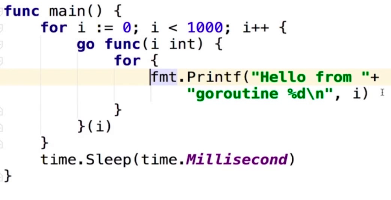 func main() {
    for i := 0; i < 1000; i++ {
        go func(i int) {
            for {
                fmt.Printf("Hello from "+
                    "goroutine %d\n", i)
            }
        }(i)
    }
    time.Sleep(time.Millisecond)
}